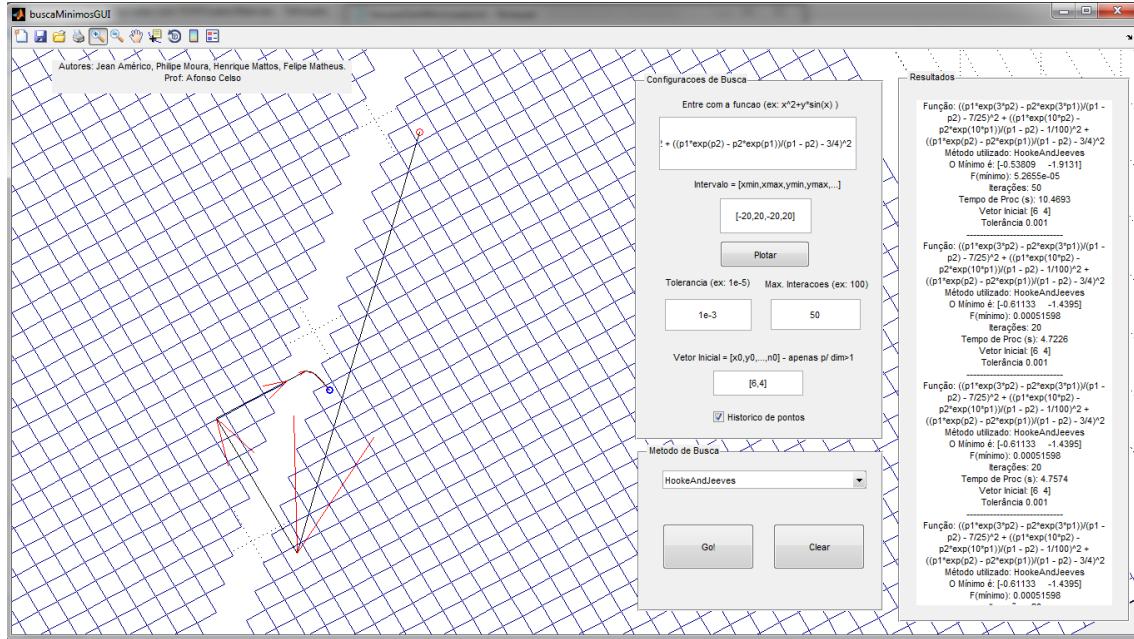 buscaMinimosGUI
Autores: Jean Américo, Philipe Moura, Henrique Mattos, Felipe Matheus.
Prof: Afonso Celso
Configuracoes de Busca
Entre com a funcao (ex: x^2+y*sin(x) )
+ ((p1*exp(p2) - p2*exp(p1))/(p1 - p2) - 3/4)^2
Intervalo = [xmin,xmax,ymin,ymax,...]
[-20,20,-20,20]
Plotar
Tolerancia (ex: 1e-5)
Max. Interacoes (ex: 100)
1e-3
50
Vetor Inicial = [x0,y0,...,n0] - apenas p/ dim>1
[6,4]
Historico de pontos
Metodo de Busca
HookeAndJeeves
Go!
Clear
Resultados
Função: ((p1*exp(3*p2) - p2*exp(3*p1))/(p1 -
p2) - 7/25)^2 + ((p1*exp(10*p2) -
p2*exp(10*p1))/(p1 - p2) - 1/100)^2 +
((p1*exp(p2) - p2*exp(p1))/(p1 - p2) - 3/4)^2
Método utilizado: HookeAndJeeves
O Mínimo é: [-0.53809 -1.9131]
F(mínimo): 5.2655e-05
Iterações: 50
Tempo de Proc (s): 10.4693
Vetor Inicial: [6 4]
Tolerância 0.001
----------------------------
Função: ((p1*exp(3*p2) - p2*exp(3*p1))/(p1 -
p2) - 7/25)^2 + ((p1*exp(10*p2) -
p2*exp(10*p1))/(p1 - p2) - 1/100)^2 +
((p1*exp(p2) - p2*exp(p1))/(p1 - p2) - 3/4)^2
Método utilizado: HookeAndJeeves
O Mínimo é: [-0.61133 -1.4395]
F(mínimo): 0.00051598
Iterações: 20
Tempo de Proc (s): 4.7226
Vetor Inicial: [6 4]
Tolerância 0.001
----------------------------
Função: ((p1*exp(3*p2) - p2*exp(3*p1))/(p1 -
p2) - 7/25)^2 + ((p1*exp(10*p2) -
p2*exp(10*p1))/(p1 - p2) - 1/100)^2 +
((p1*exp(p2) - p2*exp(p1))/(p1 - p2) - 3/4)^2
Método utilizado: HookeAndJeeves
O Mínimo é: [-0.61133 -1.4395]
F(mínimo): 0.00051598
Iterações: 20
Tempo de Proc (s): 4.7574
Vetor Inicial: [6 4]
Tolerância 0.001
----------------------------
Função: ((p1*exp(3*p2) - p2*exp(3*p1))/(p1 -
p2) - 7/25)^2 + ((p1*exp(10*p2) -
p2*exp(10*p1))/(p1 - p2) - 1/100)^2 +
((p1*exp(p2) - p2*exp(p1))/(p1 - p2) - 3/4)^2
Método utilizado: HookeAndJeeves
O Mínimo é: [-0.61133 -1.4395]
F(mínimo): 0.00051598